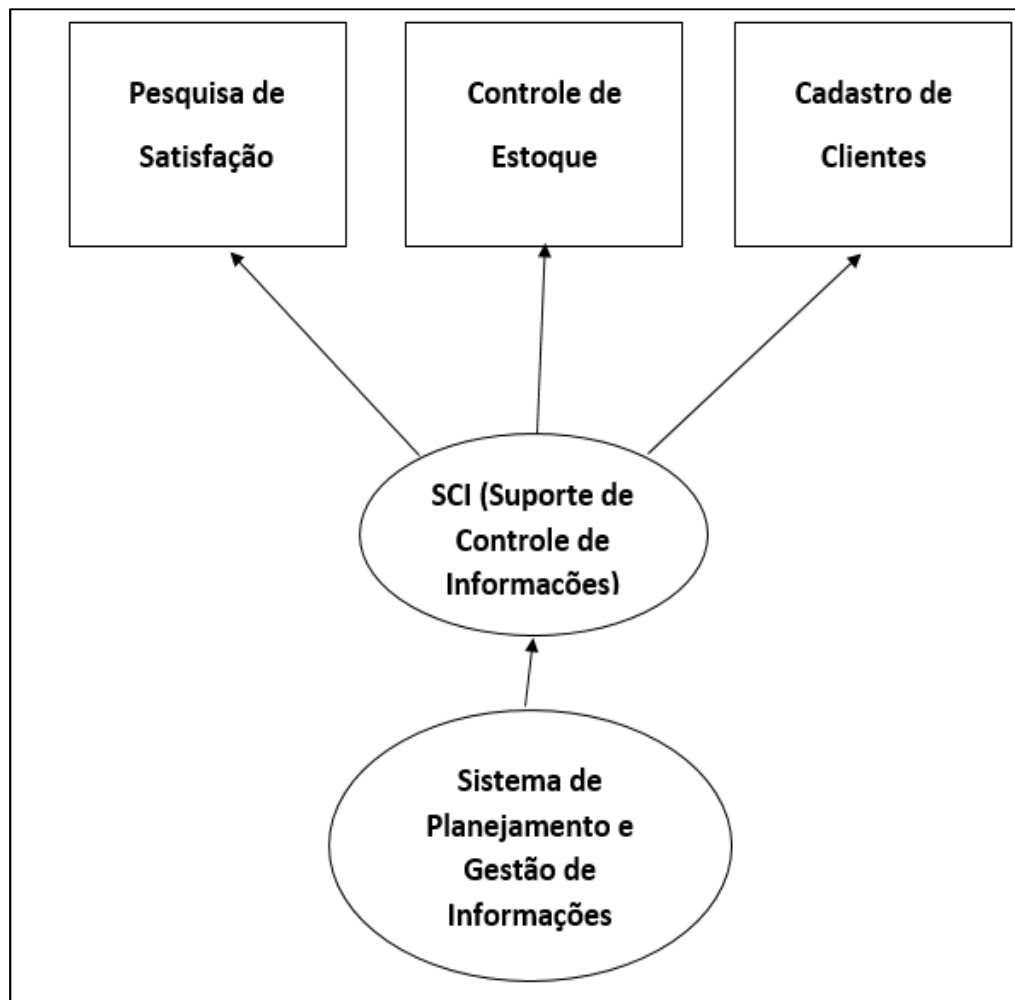 Pesquisa de
Satisfação
Controle de
Estoque
Cadastro de
Clientes
SCI (Suporte de
Controle de
Informacões)
Sistema de
Planejamento e
Gestão de
Informações